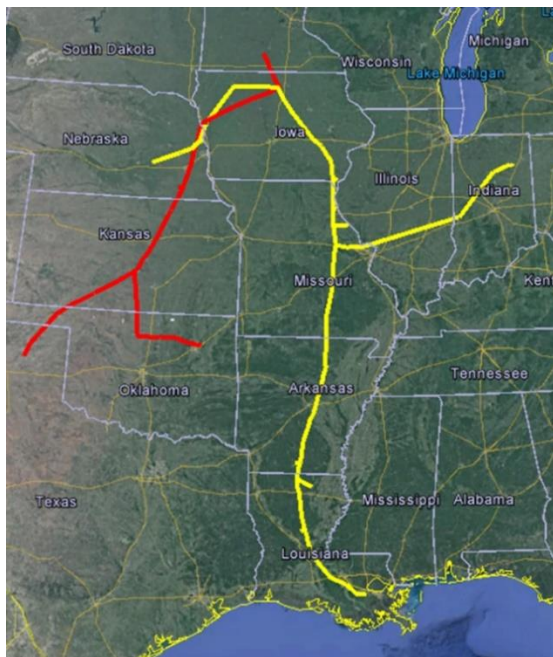 South Dakota
Wisconsin
Michigan
Lake Michigan
Nebraska
Iowa
Illinois
Indiana
Kansas
Missouri
Kent
Oklahoma
Arkansas
Tennessee
Texas
Mississippi
Alabama
Louisiana